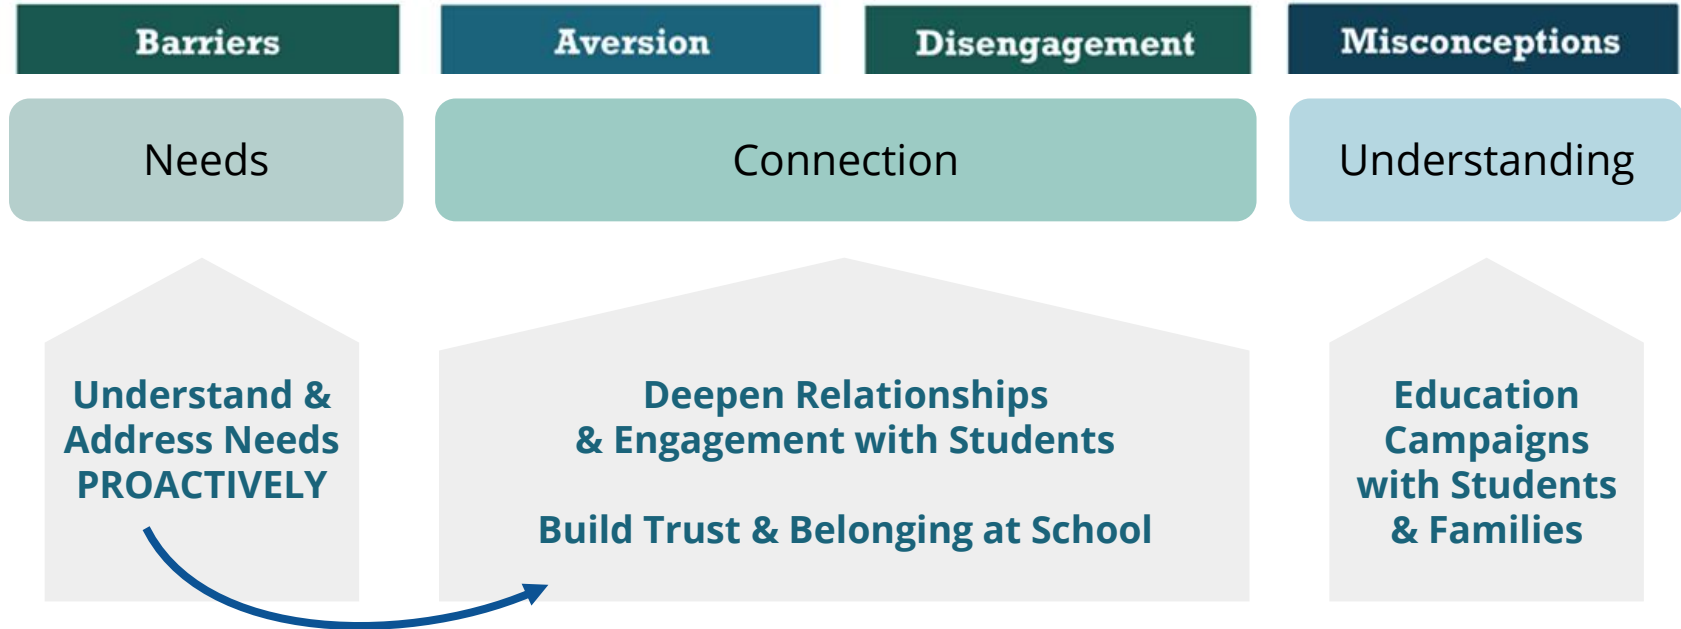 Barriers
Aversion
Disengagement
Misconceptions
Needs
Connection
Understanding
Understand &
Address Needs
PROACTIVELY
Deepen Relationships
& Engagement with Students
Build Trust & Belonging at School
Education
Campaigns
with Students
& Families